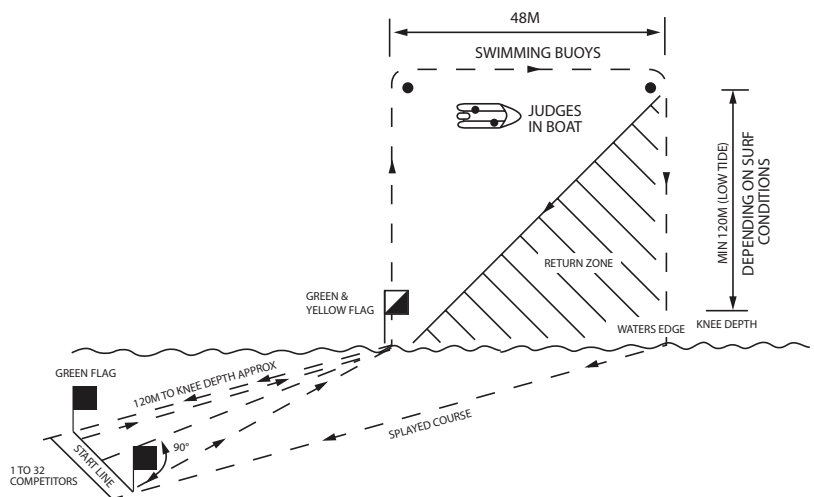 48M
SWIMMING BUOYS
JUDGES
IN BOAT
MIN 120M (LOW TIDE)
DEPENDING ON SURF
CONDITIONS
RETURN ZONE
GREEN &
YELLOW FLAG
WATERS EDGE
KNEE DEPTH
GREEN FLAG
120M TO KNEE DEPTH APPROX
SPLAYED COURSE
90°
START LINE
1 TO 32
COMPETITORS